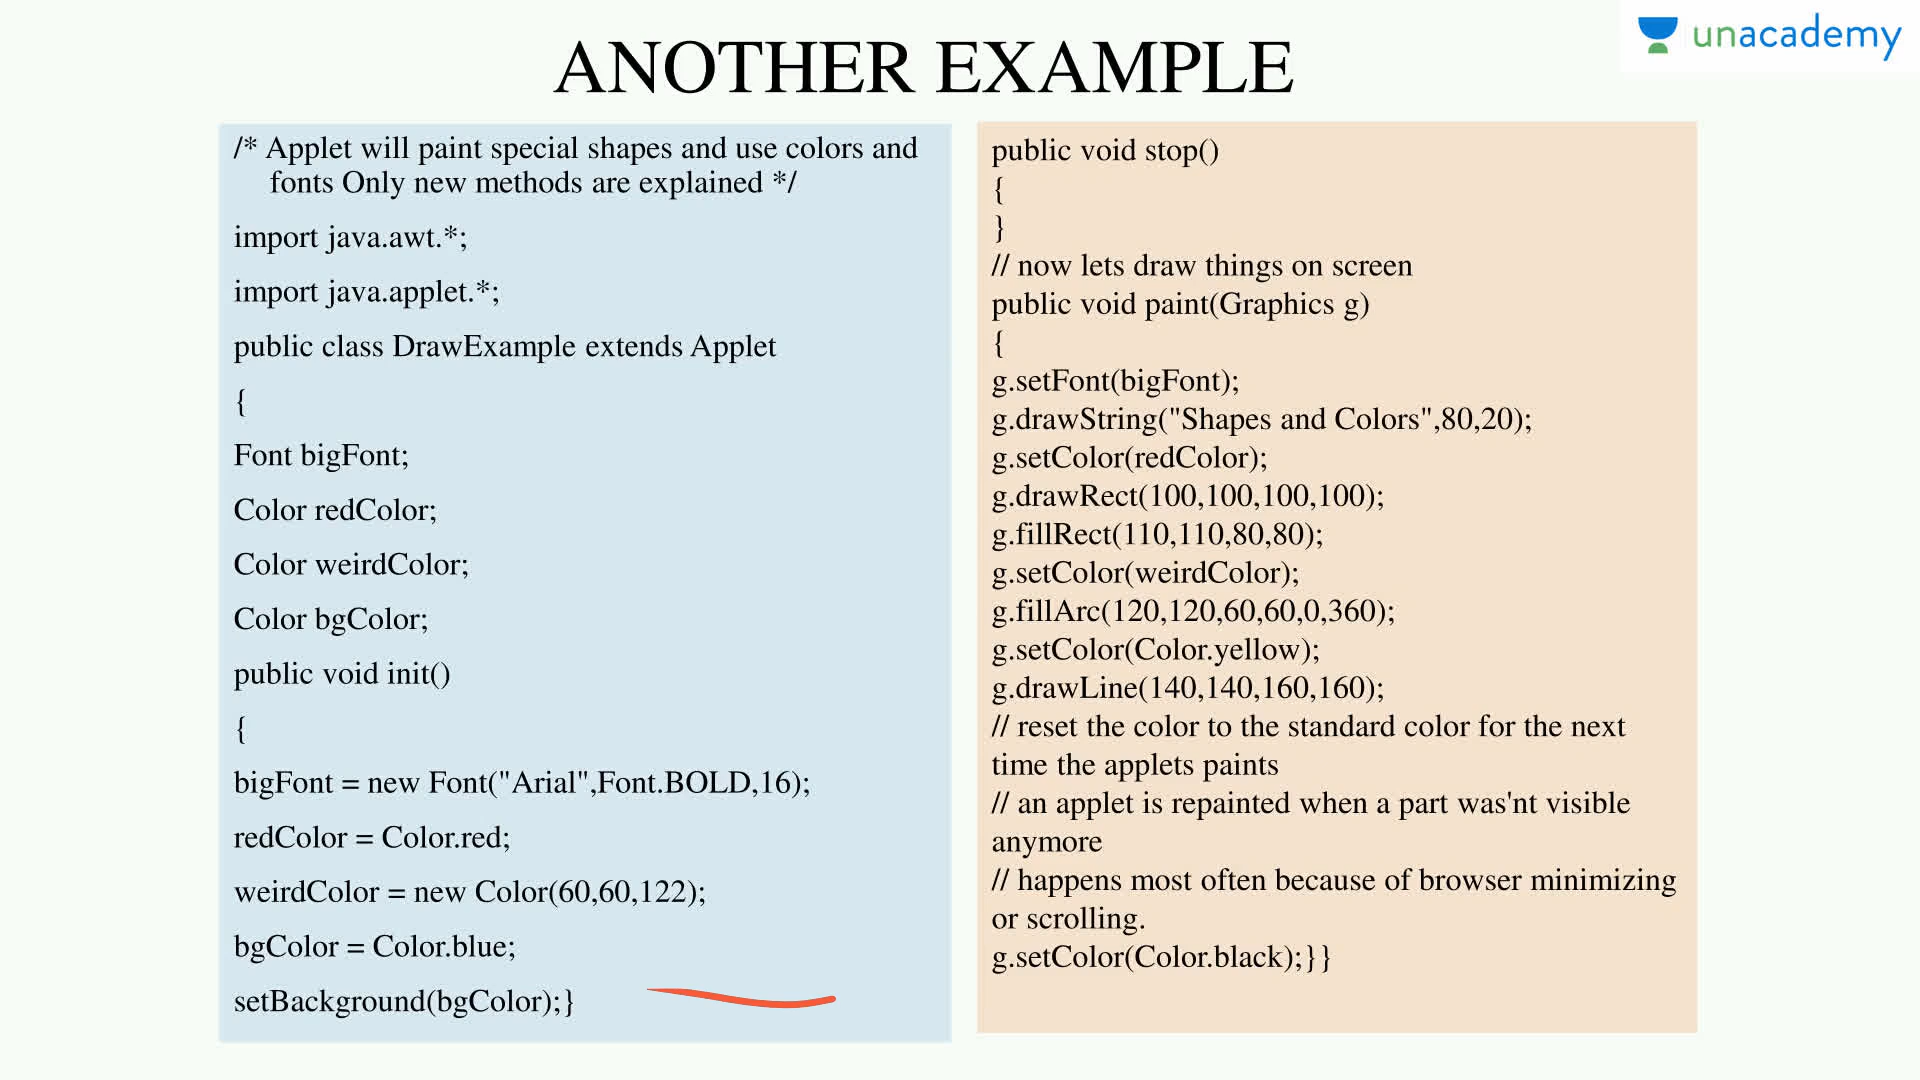 unacademy
ANOTHER EXAMPLE
/* Applet will paint special shapes and use colors and
fonts Only new methods are explained */
import java.awt.*;
import java.applet.*;
public class DrawExample extends Applet
{
Font bigFont;
Color redColor;
Color weirdColor;
Color bgColor;
public void init()
{
bigFont = new Font("Arial",Font.BOLD,16);
redColor = Color.red;
weirdColor = new Color(60,60,122);
bgColor = Color.blue;
setBackground(bgColor);}
public void stop()
{
}
// now lets draw things on screen
public void paint(Graphics g)
{
g.setFont(bigFont);
g.drawString("Shapes and Colors",80,20);
g.setColor(redColor);
g.drawRect(100,100,100,100);
g.fillRect(110,110,80,80);
g.setColor(weirdColor);
g.fillArc(120,120,60,60,0,360);
g.setColor(Color.yellow);
g.drawLine(140,140,160,160);
// reset the color to the standard color for the next
time the applets paints
// an applet is repainted when a part was'nt visible
anymore
// happens most often because of browser minimizing
or scrolling.
g.setColor(Color.black);}}